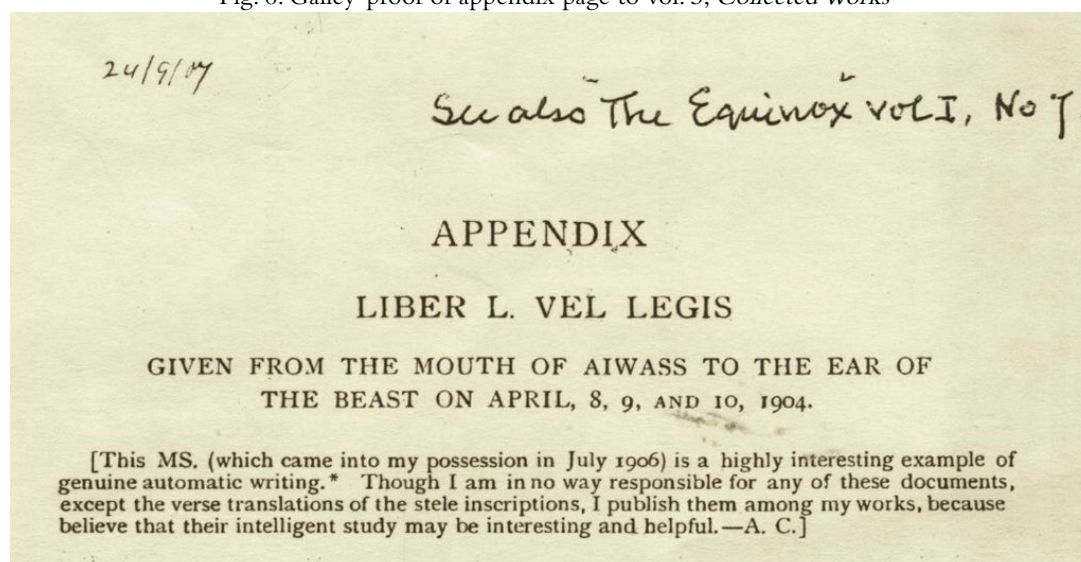 Fig. 6. Galley-proof of appendix page to vol. 3, Collected Works
24/9/07
See also "The Equinox" vol I, No 7
APPENDIX
LIBER L. VEL LEGIS
GIVEN FROM THE MOUTH OF AIWASS TO THE EAR OF
THE BEAST ON APRIL, 8, 9, AND 10, 1904.
[This MS. (which came into my possession in July 1906) is a highly interesting example of
genuine automatic writing.* Though I am in no way responsible for any of these documents,
except the verse translations of the stele inscriptions, I publish them among my works, because
believe that their intelligent study may be interesting and helpful.—A. C.]